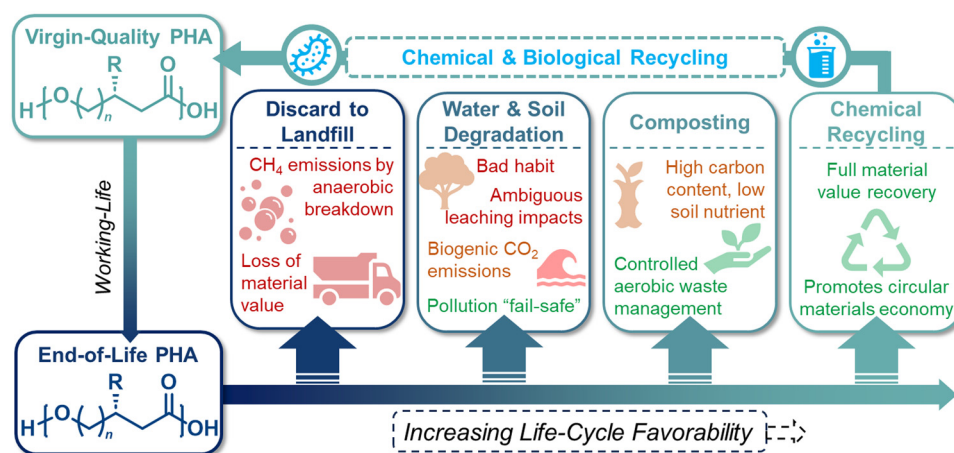 Virgin-Quality PHA
R
O
H
O
n
OH
Chemical & Biological Recycling
Working-Life
Discard to
Landfill
CH₄ emissions by
anaerobic
breakdown
Loss of
material
value
Water & Soil
Degradation
Bad habit
Ambiguous
leaching impacts
Biogenic CO₂
emissions
Pollution “fail-safe”
Composting
High carbon
content, low
soil nutrient
Controlled
aerobic waste
management
Chemical
Recycling
Full material
value recovery
Promotes circular
materials economy
End-of-Life PHA
R
O
H
O
n
OH
Increasing Life-Cycle Favorability